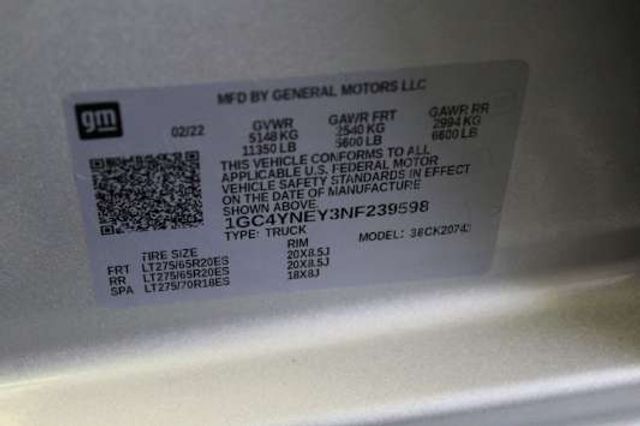 MFD BY GENERAL MOTORS LLC
gm
02/22 GVWR GAWR FRT GAWR RR
5148 KG 2540 KG 2994 KG
11350 LB 5600 LB 6600 LB
THIS VEHICLE CONFORMS TO ALL
APPLICABLE U.S. FEDERAL MOTOR
VEHICLE SAFETY STANDARDS IN EFFECT
ON THE DATE OF MANUFACTURE
SHOWN ABOVE.
1GC4YNEY3NF239598
TYPE: TRUCK MODEL:
TIRE SIZE RIM
FRT LT275/65R20ES 20X8.5J
RR LT275/65R20ES 20X8.5J
SPA LT275/70R18ES 18X8J